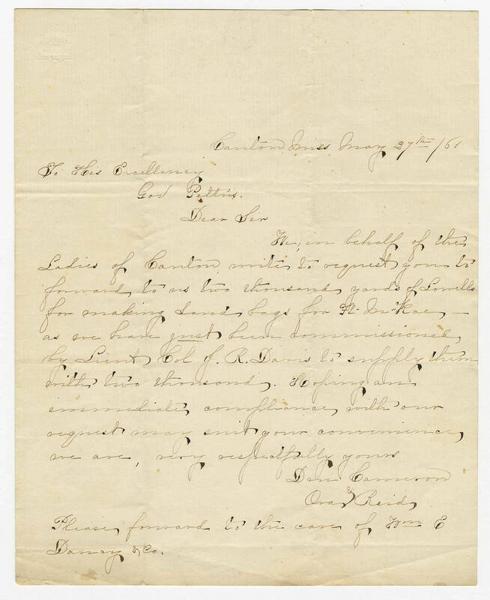 Canton Miss May 27th /61
To His Excellency
Gov Pettus.
Dear Sir
We, in behalf of the
Ladies of Canton write to request you to
forward to us two thousand yards of Lowells
for making sand bags for Ft. McRae, —
as we have just been commissioned
by Lieut Col J. R. Davis to supply them
with two thousand. Hoping an
immediate compliance with our
request may suit your convenience,
we are, very respectfully yours
Cameron
Ora Reid
Please forward to the care of Wm E
Dancy & Co.